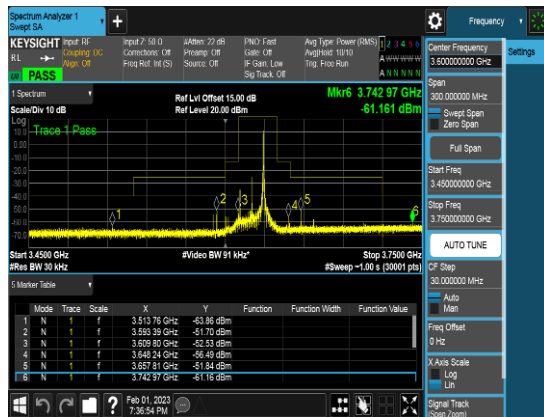 Spectrum Analyzer 1
Swept SA
+
Frequency
KEYSIGHT
Input: RF
Coupling: DC
Align: Off
Input Z: 50 Ω
Corrections: Off
Freq Ref: Int (S)
#Atten: 22 dB
Preamp: Off
Source: Off
PNO: Fast
Gate: Off
IF Gain: Low
Sig Track: Off
Avg Type: Power (RMS)
Avg|Hold: 10/10
Trig: Free Run
1 2 3 4 5 6
A W W W W W
A N N N N N
RL
PASS
1 Spectrum
Scale/Div 10 dB
Ref Lvl Offset 15.00 dB
Ref Level 20.00 dBm
Mkr6 3.742 97 GHz
-61.161 dBm
Log
Trace 1 Pass
10.0
0.00
-10.0
-20.0
-30.0
-40.0
-50.0
-60.0
-70.0
1
2
3
4
5
6
Start 3.4500 GHz
#Res BW 30 kHz
#Video BW 91 kHz*
Stop 3.7500 GHz
#Sweep ~1.00 s (30001 pts)
5 Marker Table
Mode Trace Scale X Y Function Function Width Function Value
1 N 1 f 3.513 76 GHz -63.86 dBm
2 N 1 f 3.593 39 GHz -51.70 dBm
3 N 1 f 3.609 80 GHz -52.53 dBm
4 N 1 f 3.648 24 GHz -56.49 dBm
5 N 1 f 3.657 81 GHz -51.84 dBm
6 N 1 f 3.742 97 GHz -61.16 dBm
Feb 01, 2023
7:36:54 PM
?
Center Frequency
3.600000000 GHz
Settings
Span
300.000000 MHz
Swept Span
Zero Span
Full Span
Start Freq
3.450000000 GHz
Stop Freq
3.750000000 GHz
AUTO TUNE
CF Step
30.000000 MHz
Auto
Man
Freq Offset
0 Hz
X Axis Scale
Log
Lin
Signal Track
(Span Zoom)